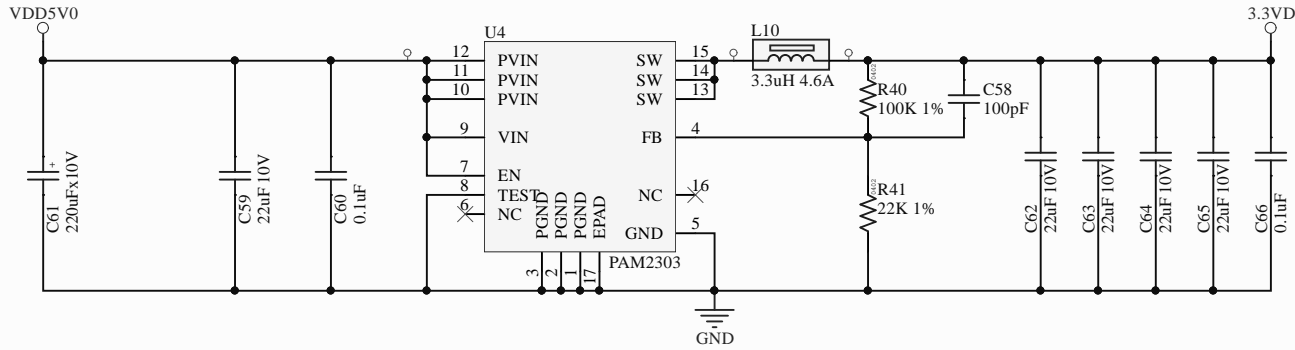 VDD5V0
3.3VD
U4
L10
12
PVIN
SW
15
11
PVIN
SW
14
3.3uH 4.6A
10
PVIN
SW
13
0402
R40
100K 1%
C58
100pF
9
VIN
FB
4
7
EN
8
TEST
NC
16
6
NC
0402
R41
22K 1%
GND
5
PGND
PGND
PGND
EPAD
3
2
1
17
PAM2303
+
C61
220uFx10V
C59
22uF 10V
C60
0.1uF
C62
22uF 10V
C63
22uF 10V
C64
22uF 10V
C65
22uF 10V
C66
0.1uF
GND